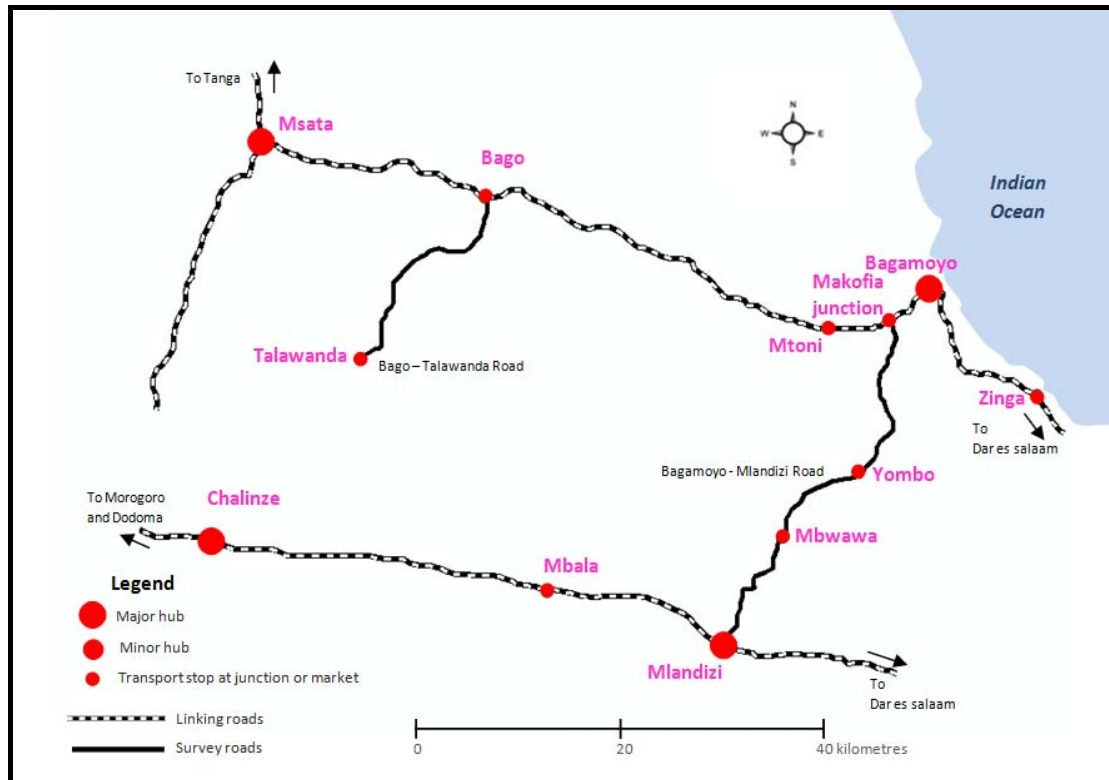 To Tanga
Msata
Bago
N
W
E
S
Indian
Ocean
Bagamoyo
Makofia
junction
Mtoni
Talawanda
Bago – Talawanda Road
Zinga
To
Dar es salaam
Bagamoyo - Mlandizi Road
Yombo
To Morogoro
and Dodoma
Chalinze
Mbwawa
Mbala
Mlandizi
To
Dar es salaam
Legend
Major hub
Minor hub
Transport stop at junction or market
Linking roads
Survey roads
0
20
40 kilometres